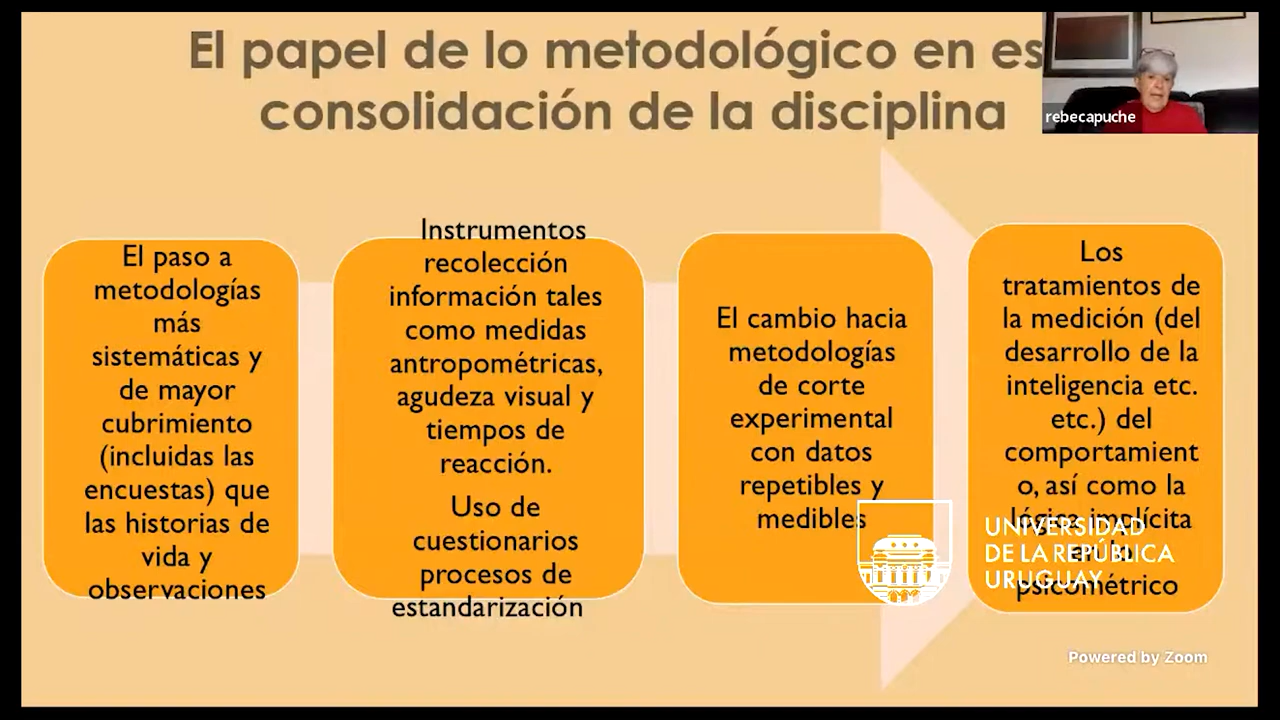 El papel de lo metodológico en es
consolidación de la disciplina
rebecapuche
El paso a
metodologías
más
sistemáticas y
de mayor
cubrimiento
(incluidas las
encuestas) que
las historias de
vida y
observaciones
Instrumentos
recolección
información tales
como medidas
antropométricas,
agudeza visual y
tiempos de
reacción.
Uso de
cuestionarios
procesos de
estandarización
El cambio hacia
metodologías
de corte
experimental
con datos
repetibles y
medibles
Los
tratamientos de
la medición (del
desarrollo de la
inteligencia etc.
etc.) del
comportamient
o, así como la
lógica implícita
en lo
psicométrico
UNIVERSIDAD
DE LA REPÚBLICA
URUGUAY
Powered by Zoom